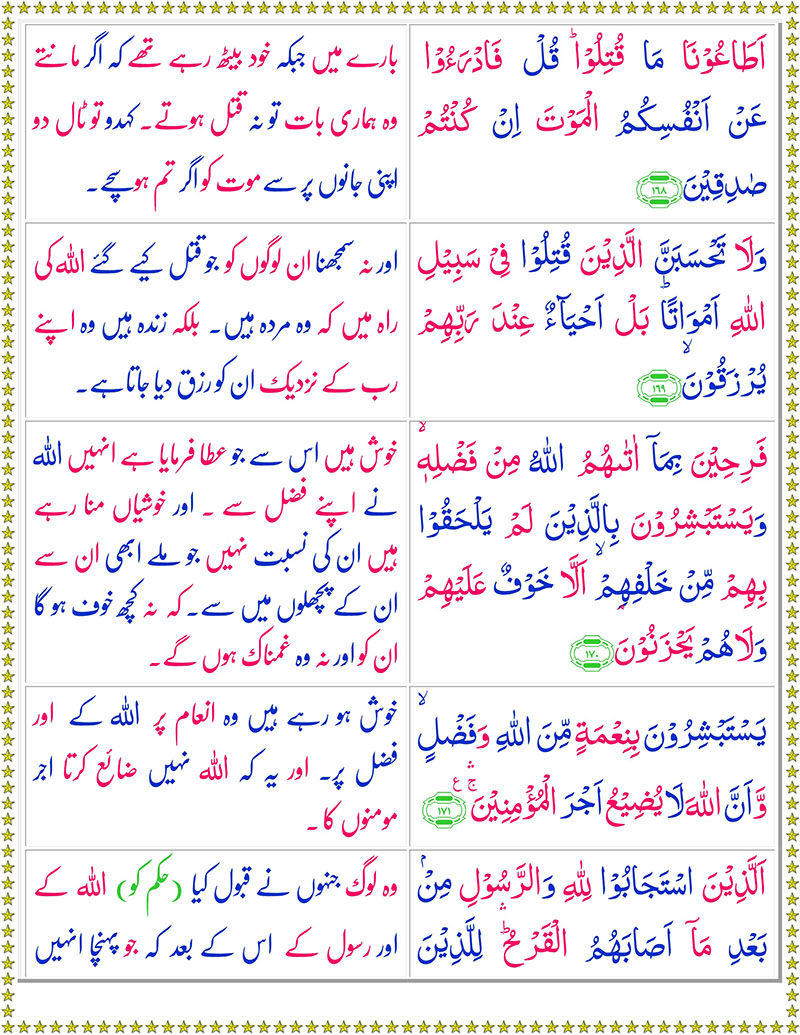 اَطَاعُوْنَا مَا قُتِلُوْاؕ قُلْ فَادْرَءُوْا
عَنْ اَنْفُسِكُمُ الْمَوْتَ اِنْ كُنْتُمْ
صٰدِقِيْنَ ۱۶۸
بارے میں جبکہ خود بیٹھ رہے تھے کہ اگر مانتے
وہ ہماری بات تو نہ قتل ہوتے۔ کہدو تو ٹال دو
اپنی جانوں پر سے موت کو اگر تم ہو سچے۔
وَلَا تَحْسَبَنَّ الَّذِيْنَ قُتِلُوْا فِيْ سَبِيْلِ
اللهِ اَمْوَاتًاؕ بَلْ اَحْيَآءٌ عِنْدَ رَبِّهِمْ
يُرْزَقُوْنَۙ ۱۶۹
اور نہ سمجھنا ان لوگوں کو جو قتل کیے گئے اللہ کی
راہ میں کہ وہ مردہ ہیں۔ بلکہ زندہ ہیں وہ اپنے
رب کے نزدیک ان کو رزق دیا جاتا ہے۔
فَرِحِيْنَ بِمَآ اٰتٰىهُمُ اللهُ مِنْ فَضْلِهٖۙ
وَيَسْتَبْشِرُوْنَ بِالَّذِيْنَ لَمْ يَلْحَقُوْا
بِهِمْ مِّنْ خَلْفِهِمْۙ اَلَّا خَوْفٌ عَلَيْهِمْ
وَلَا هُمْ يَحْزَنُوْنَ ۱۷۰
خوش ہیں اس سے جو عطا فرمایا ہے انہیں اللہ
نے اپنے فضل سے ۔ اور خوشیاں منا رہے
ہیں ان کی نسبت نہیں جو ملے ابھی ان سے
ان کے پچھلوں میں سے۔ کہ نہ کچھ خوف ہو گا
ان کو اور نہ وہ غمناک ہوں گے۔
يَسْتَبْشِرُوْنَ بِنِعْمَةٍ مِّنَ اللهِ وَفَضْلٍۙ
وَّاَنَّ اللهَ لَا يُضِيْعُ اَجْرَ الْمُؤْمِنِيْنَ ۛۚ ع ۱۷۱
خوش ہو رہے ہیں وہ انعام پر اللہ کے اور
فضل پر۔ اور یہ کہ اللہ نہیں ضائع کرتا اجر
مومنوں کا۔
اَلَّذِيْنَ اسْتَجَابُوْا لِلهِ وَالرَّسُوْلِ مِنْۢ
بَعْدِ مَآ اَصَابَهُمُ الْقَرْحُ ۛؕ لِلَّذِيْنَ
وہ لوگ جنہوں نے قبول کیا (حکم کو) اللہ کے
اور رسول کے اس کے بعد کہ جو پہنچا انہیں